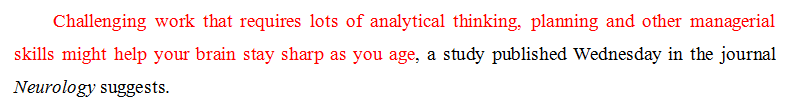 Challenging work that requires lots of analytical thinking, planning and other managerial
skills might help your brain stay sharp as you age, a study published Wednesday in the journal
Neurology suggests.